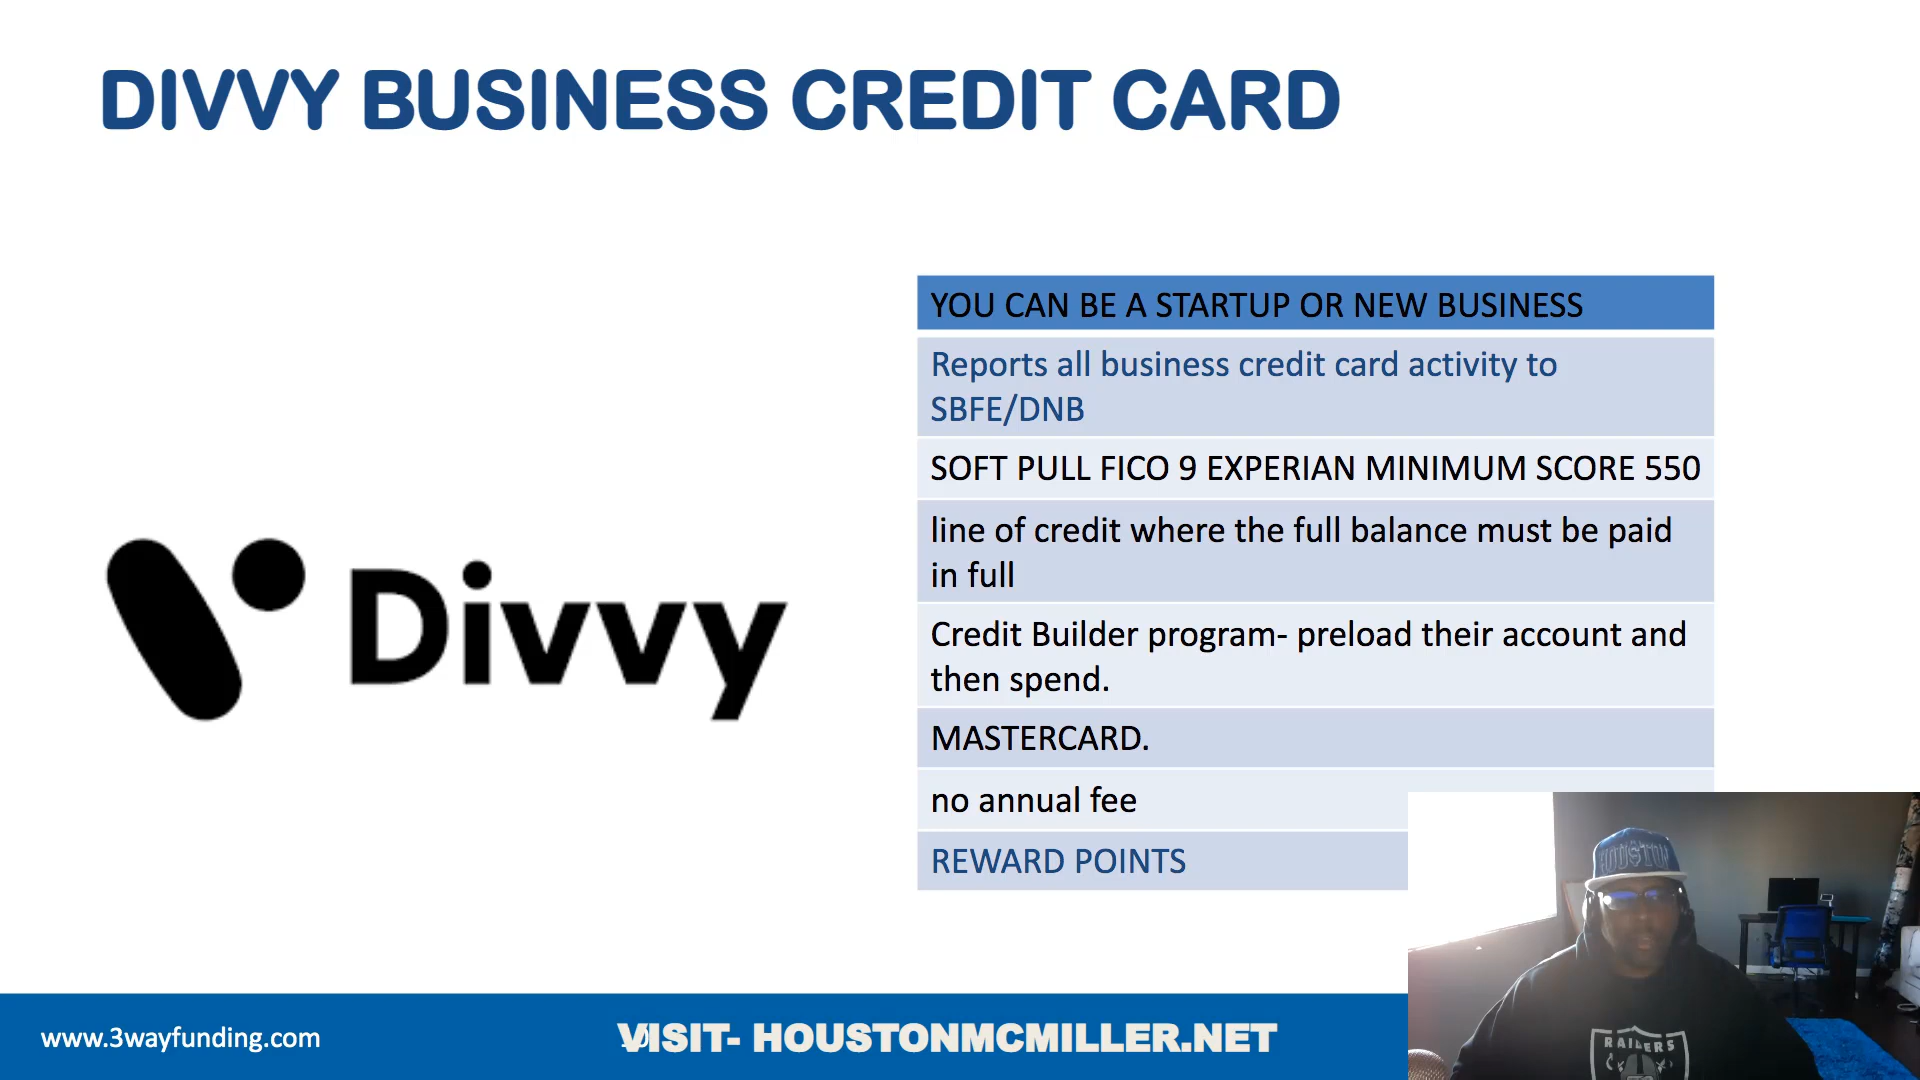 DIVVY BUSINESS CREDIT CARD
YOU CAN BE A STARTUP OR NEW BUSINESS
Reports all business credit card activity to
SBFE/DNB
SOFT PULL FICO 9 EXPERIAN MINIMUM SCORE 550
line of credit where the full balance must be paid
in full
Credit Builder program- preload their account and
then spend.
MASTERCARD.
no annual fee
REWARD POINTS
Divvy
www.3wayfunding.com
VISIT- HOUSTONMCMILLER.NET
HOUSTON
RAIDERS